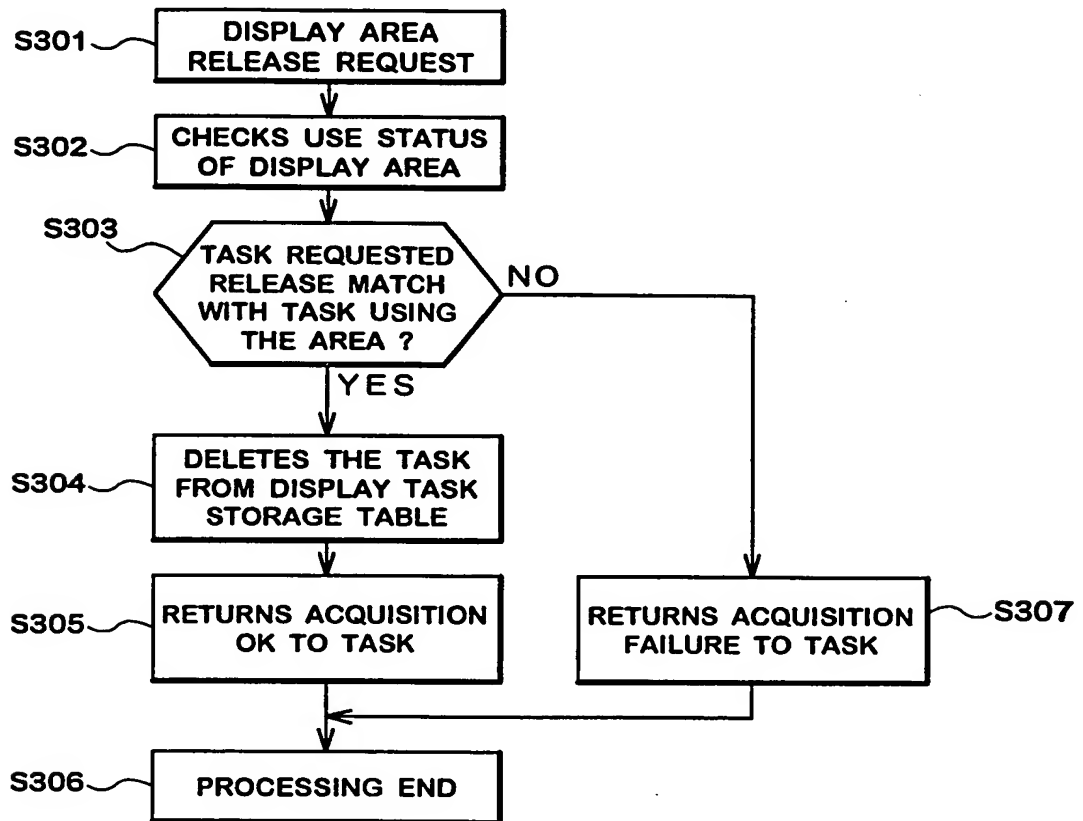 S301
DISPLAY AREA
RELEASE REQUEST
S302
CHECKS USE STATUS
OF DISPLAY AREA
S303
TASK REQUESTED
RELEASE MATCH
WITH TASK USING
THE AREA ?
NO
YES
S304
DELETES THE TASK
FROM DISPLAY TASK
STORAGE TABLE
S305
RETURNS ACQUISITION
OK TO TASK
RETURNS ACQUISITION
FAILURE TO TASK
S307
S306
PROCESSING END